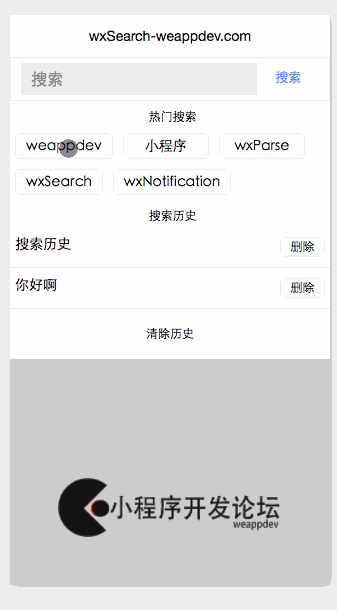 wxSearch-weappdev.com
搜索 搜索
热门搜索
weappdev 小程序 wxParse
wxSearch wxNotification
搜索历史
搜索历史 删除
你好啊 删除
清除历史
小程序开发论坛
weappdev